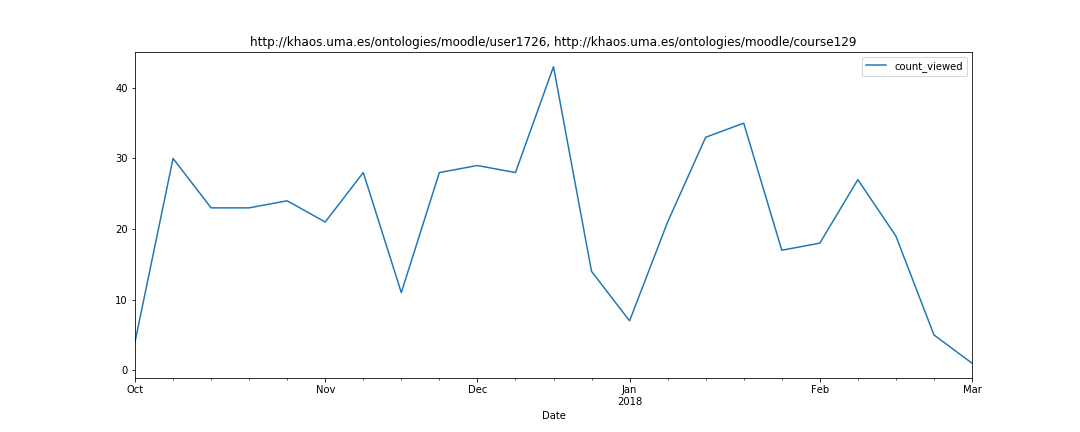 http://khaos.uma.es/ontologies/moodle/user1726, http://khaos.uma.es/ontologies/moodle/course129
count_viewed
40
30
20
10
0
Oct Nov Dec Jan Feb Mar
2018
Date